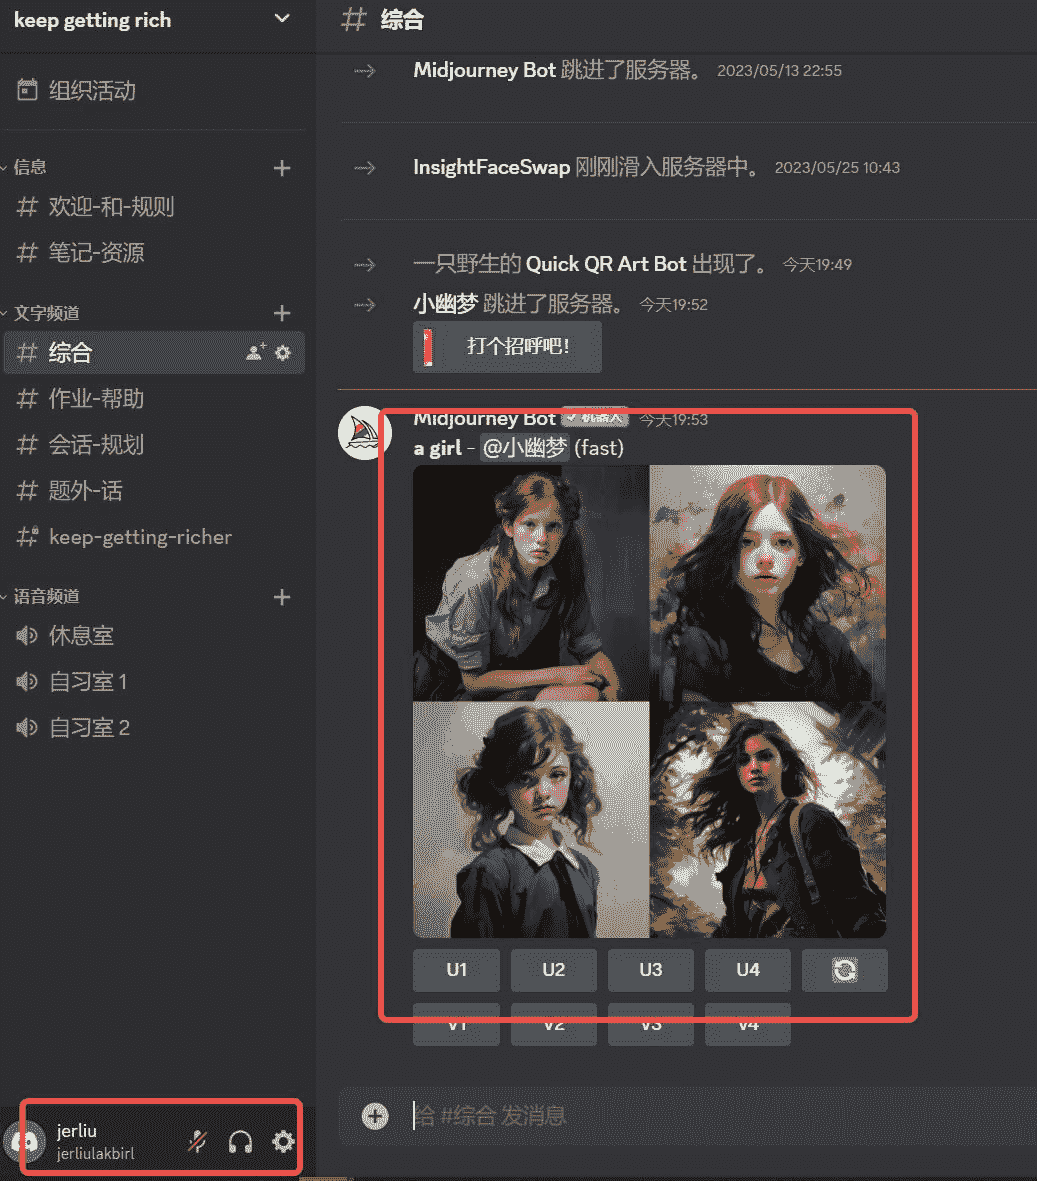 keep getting rich
组织活动
信息
欢迎-和-规则
笔记-资源
文字频道
综合
作业-帮助
会话-规划
题外-话
keep-getting-richer
语音频道
休息室
自习室 1
自习室 2
jerliu
jerliulakbirl
# 综合
Midjourney Bot 跳进了服务器。 2023/05/13 22:55
InsightFaceSwap 刚刚滑入服务器中。 2023/05/25 10:43
一只野生的 Quick QR Art Bot 出现了。 今天19:49
小幽梦 跳进了服务器。 今天19:52
打个招呼吧！
Midjourney Bot ✓ 机器人 今天19:53
a girl - @小幽梦 (fast)
U1 U2 U3 U4
V1 V2 V3 V4
给 #综合 发消息